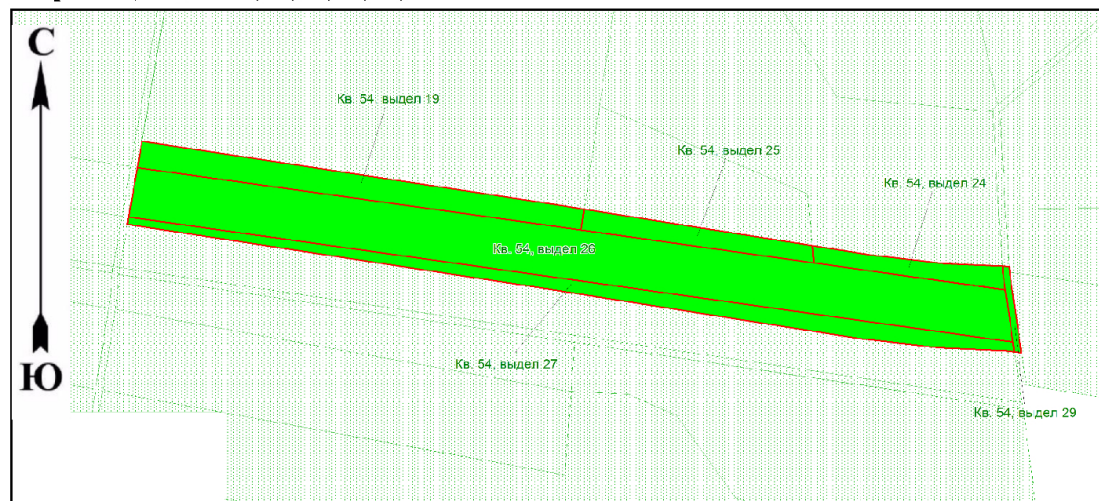 С
Кв. 54, выдел 19
Кв. 54, выдел 25
Кв. 54, выдел 24
Кв. 54, выдел 26
Кв. 54, выдел 27
Ю
Кв. 54, выдел 29